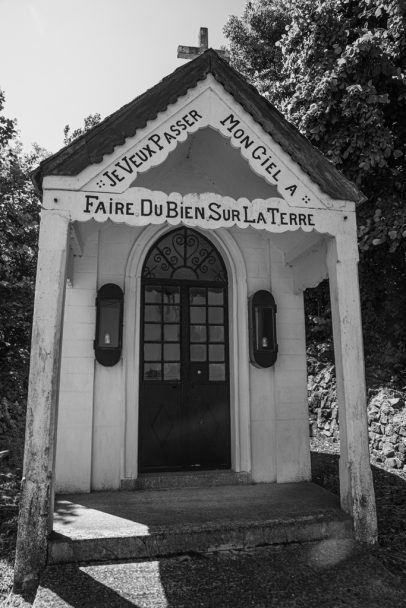 Je Veux Passer Mon Ciel A
Faire Du Bien Sur La Terre